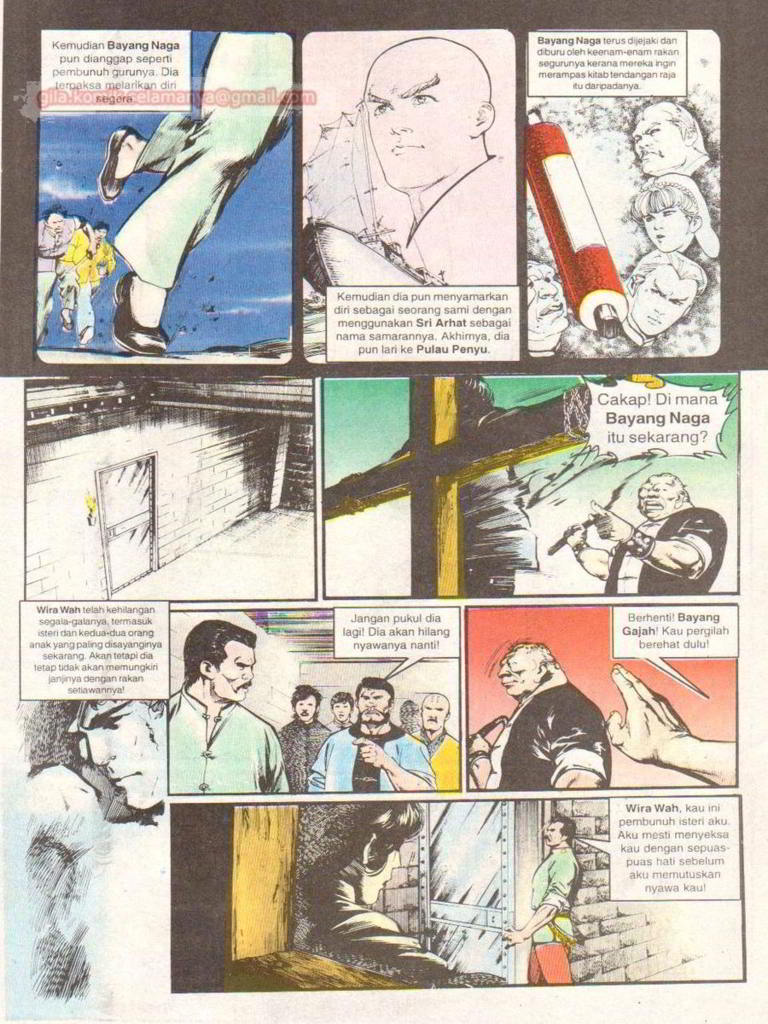 Kemudian Bayang Naga
pun dianggap seperti
pembunuh gurunya. Dia
terpaksa melarikan diri
segera.
Kemudian dia pun menyamarkan
diri sebagai seorang sami dengan
menggunakan Sri Arhat sebagai
nama samarannya. Akhirnya, dia
pun lari ke Pulau Penyu.
Bayang Naga terus dijejaki dan
diburu oleh keenam-enam rakan
segurunya kerana mereka ingin
merampas kitab tendangan raja
itu daripadanya.
Cakap! Di mana
Bayang Naga
itu sekarang?
Wira Wah telah kehilangan
segala-galanya, termasuk
isteri dan kedua-dua orang
anak yang paling disayanginya
sekarang. Akan tetapi dia
tetap tidak akan memungkiri
janjinya dengan rakan
setiawannya!
Jangan pukul dia
lagi! Dia akan hilang
nyawanya nanti!
Berhenti! Bayang
Gajah! Kau pergilah
berehat dulu!
Wira Wah, kau ini
pembunuh isteri aku.
Aku mesti menyeksa
kau dengan sepuas-
puas hati sebelum
aku memutuskan
nyawa kau!